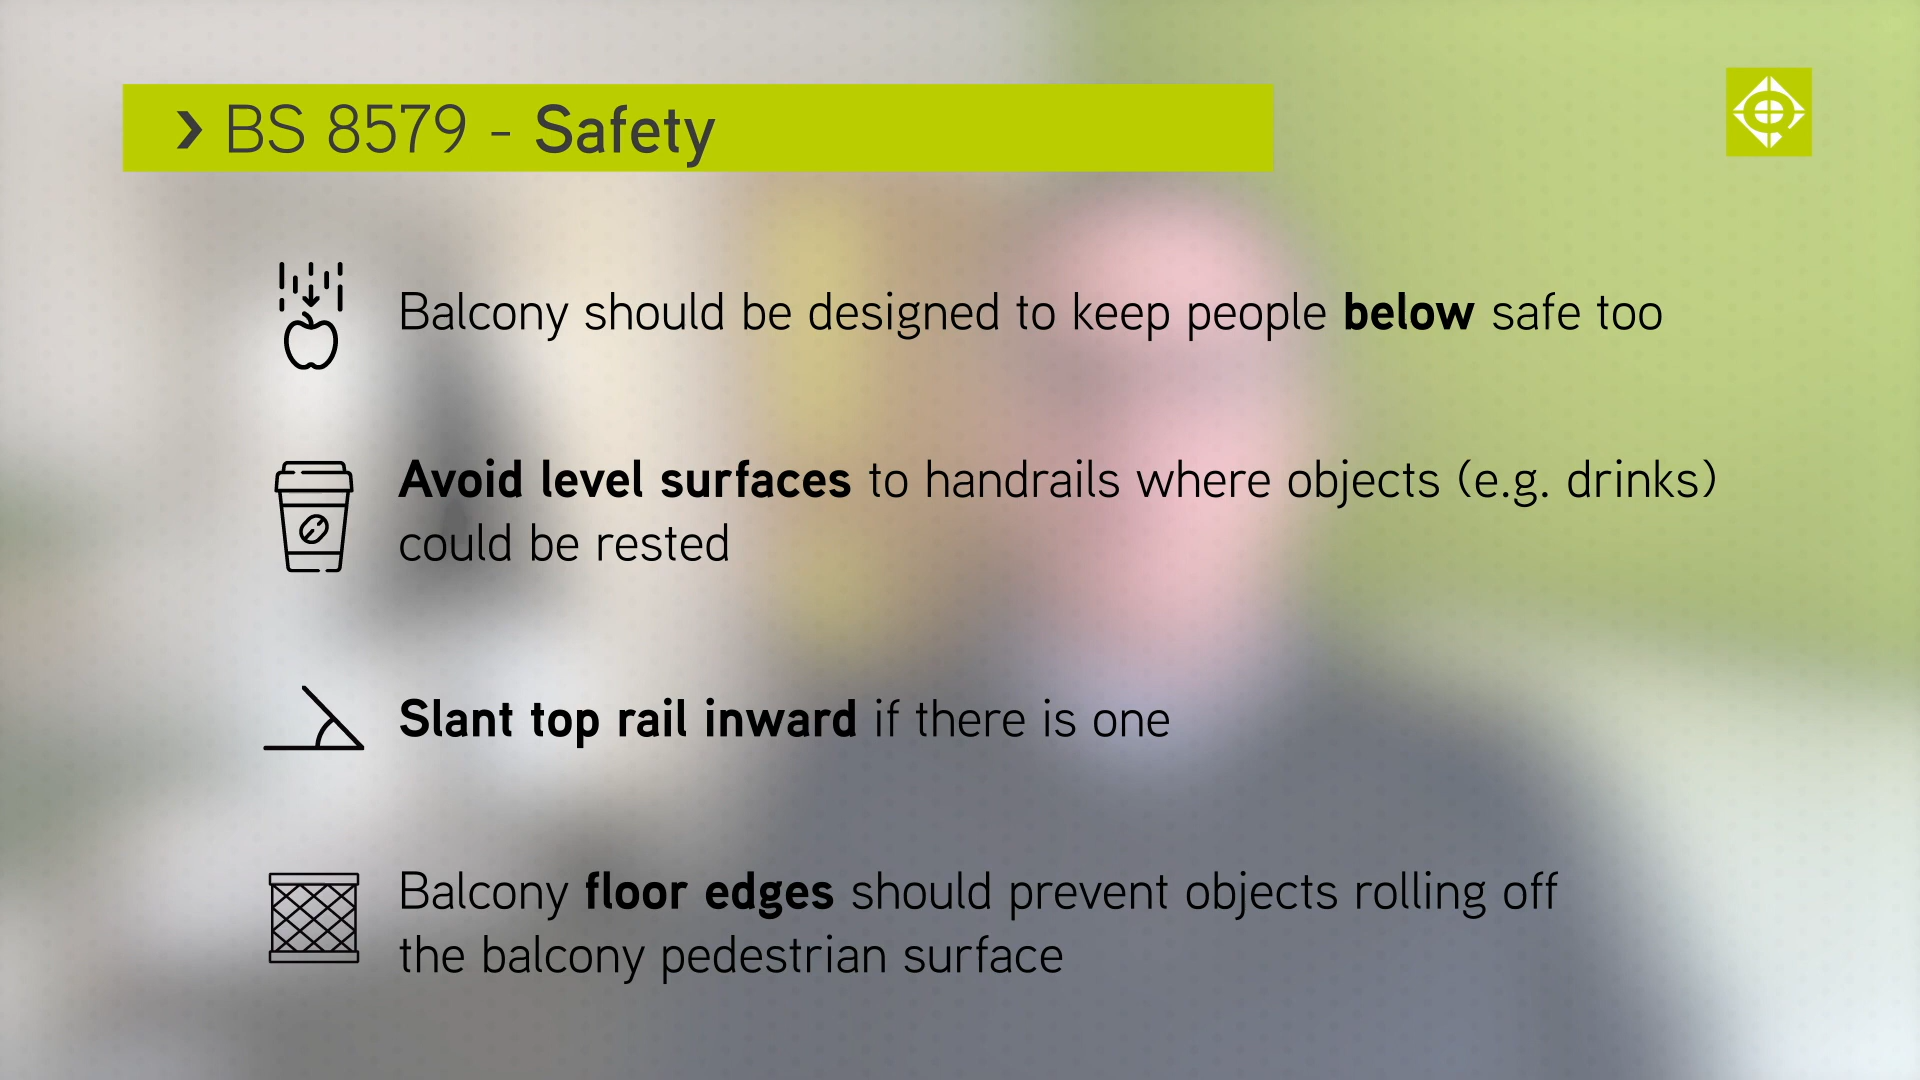 BS 8579 - Safety
Balcony should be designed to keep people below safe too
Avoid level surfaces to handrails where objects (e.g. drinks)
could be rested
Slant top rail inward if there is one
Balcony floor edges should prevent objects rolling off
the balcony pedestrian surface